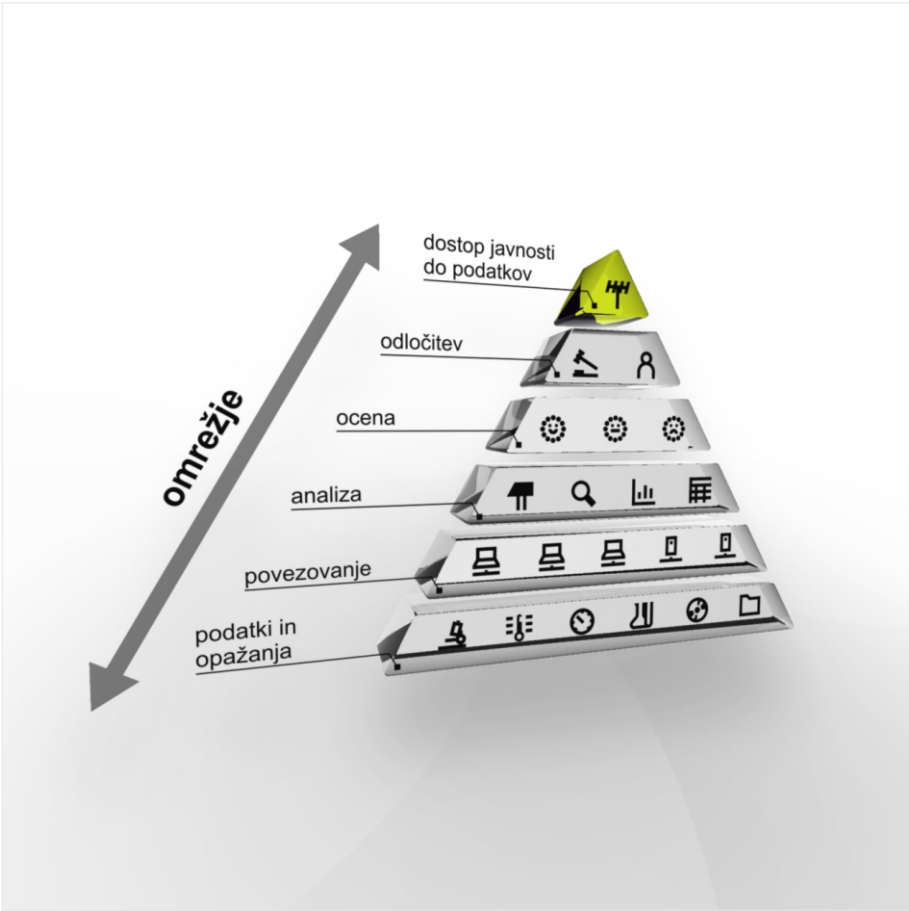 dostop javnosti
do podatkov
odločitev
ocena
analiza
povezovanje
podatki in
opažanja
omrežje